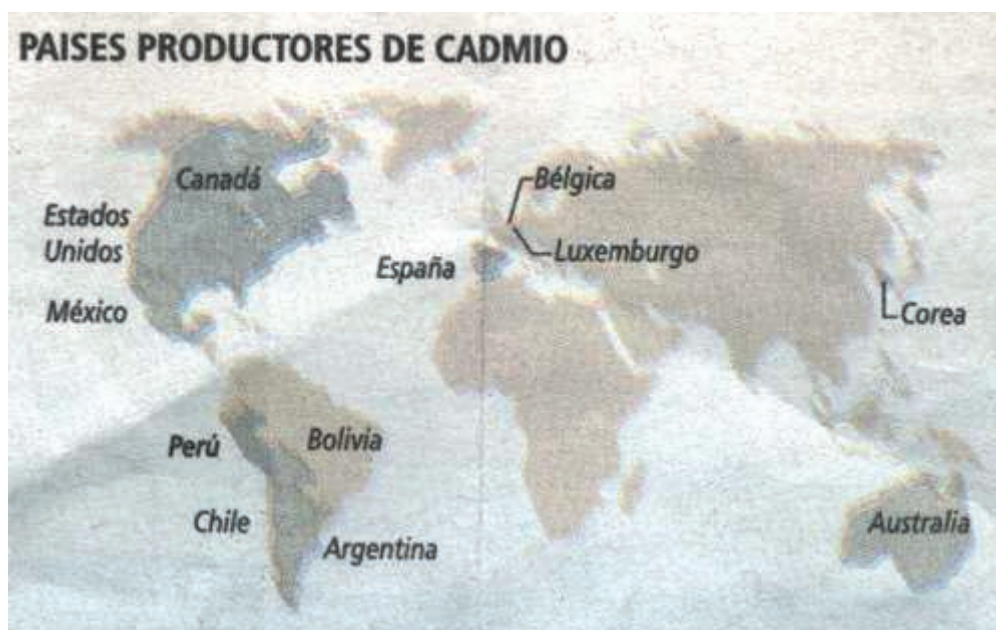 PAISES PRODUCTORES DE CADMIO
Canadá
Estados
Unidos
México
Bélgica
Luxemburgo
España
Corea
Perú
Bolivia
Chile
Argentina
Australia